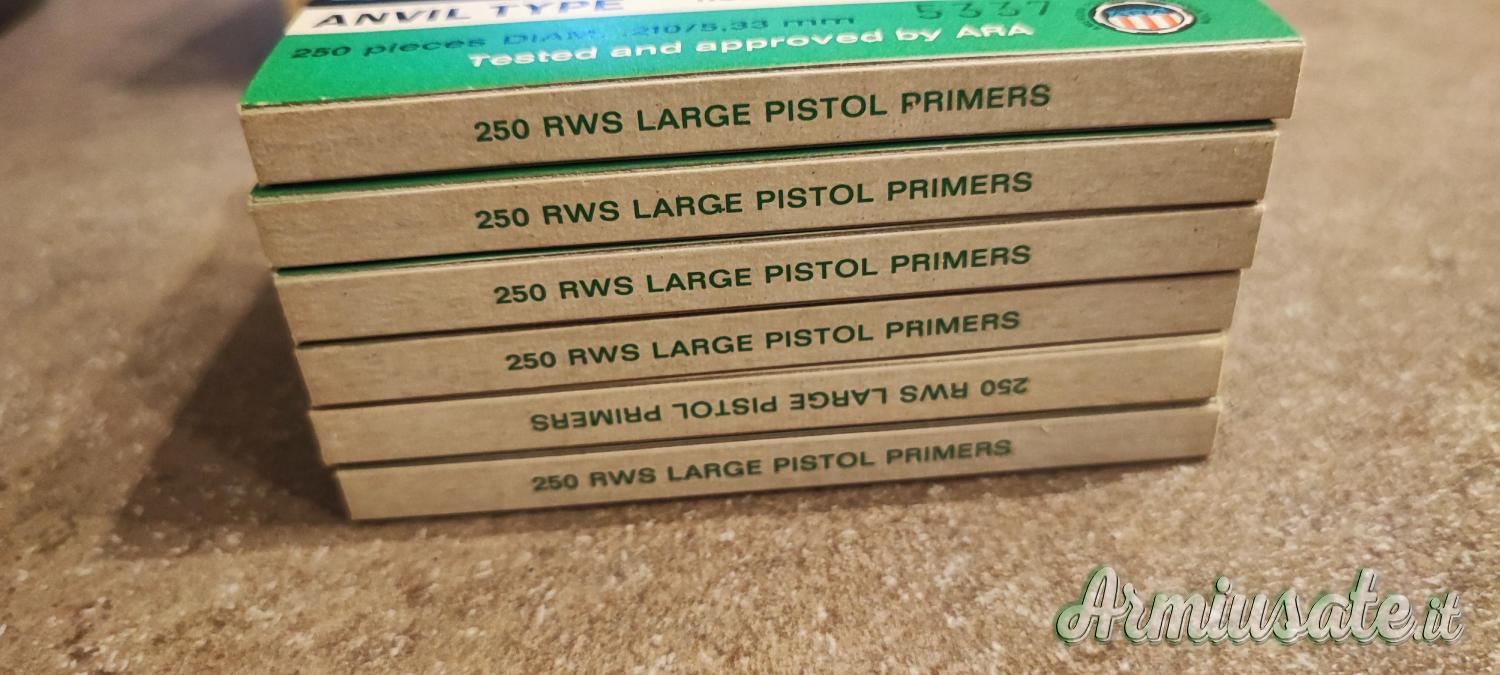 ANVIL TYPE
5337
250 pieces DIAM. .210/5,33 mm
Tested and approved by ARA
250 RWS LARGE PISTOL PRIMERS
250 RWS LARGE PISTOL PRIMERS
250 RWS LARGE PISTOL PRIMERS
250 RWS LARGE PISTOL PRIMERS
250 RWS LARGE PISTOL PRIMERS
250 RWS LARGE PISTOL PRIMERS
Armiusate.it